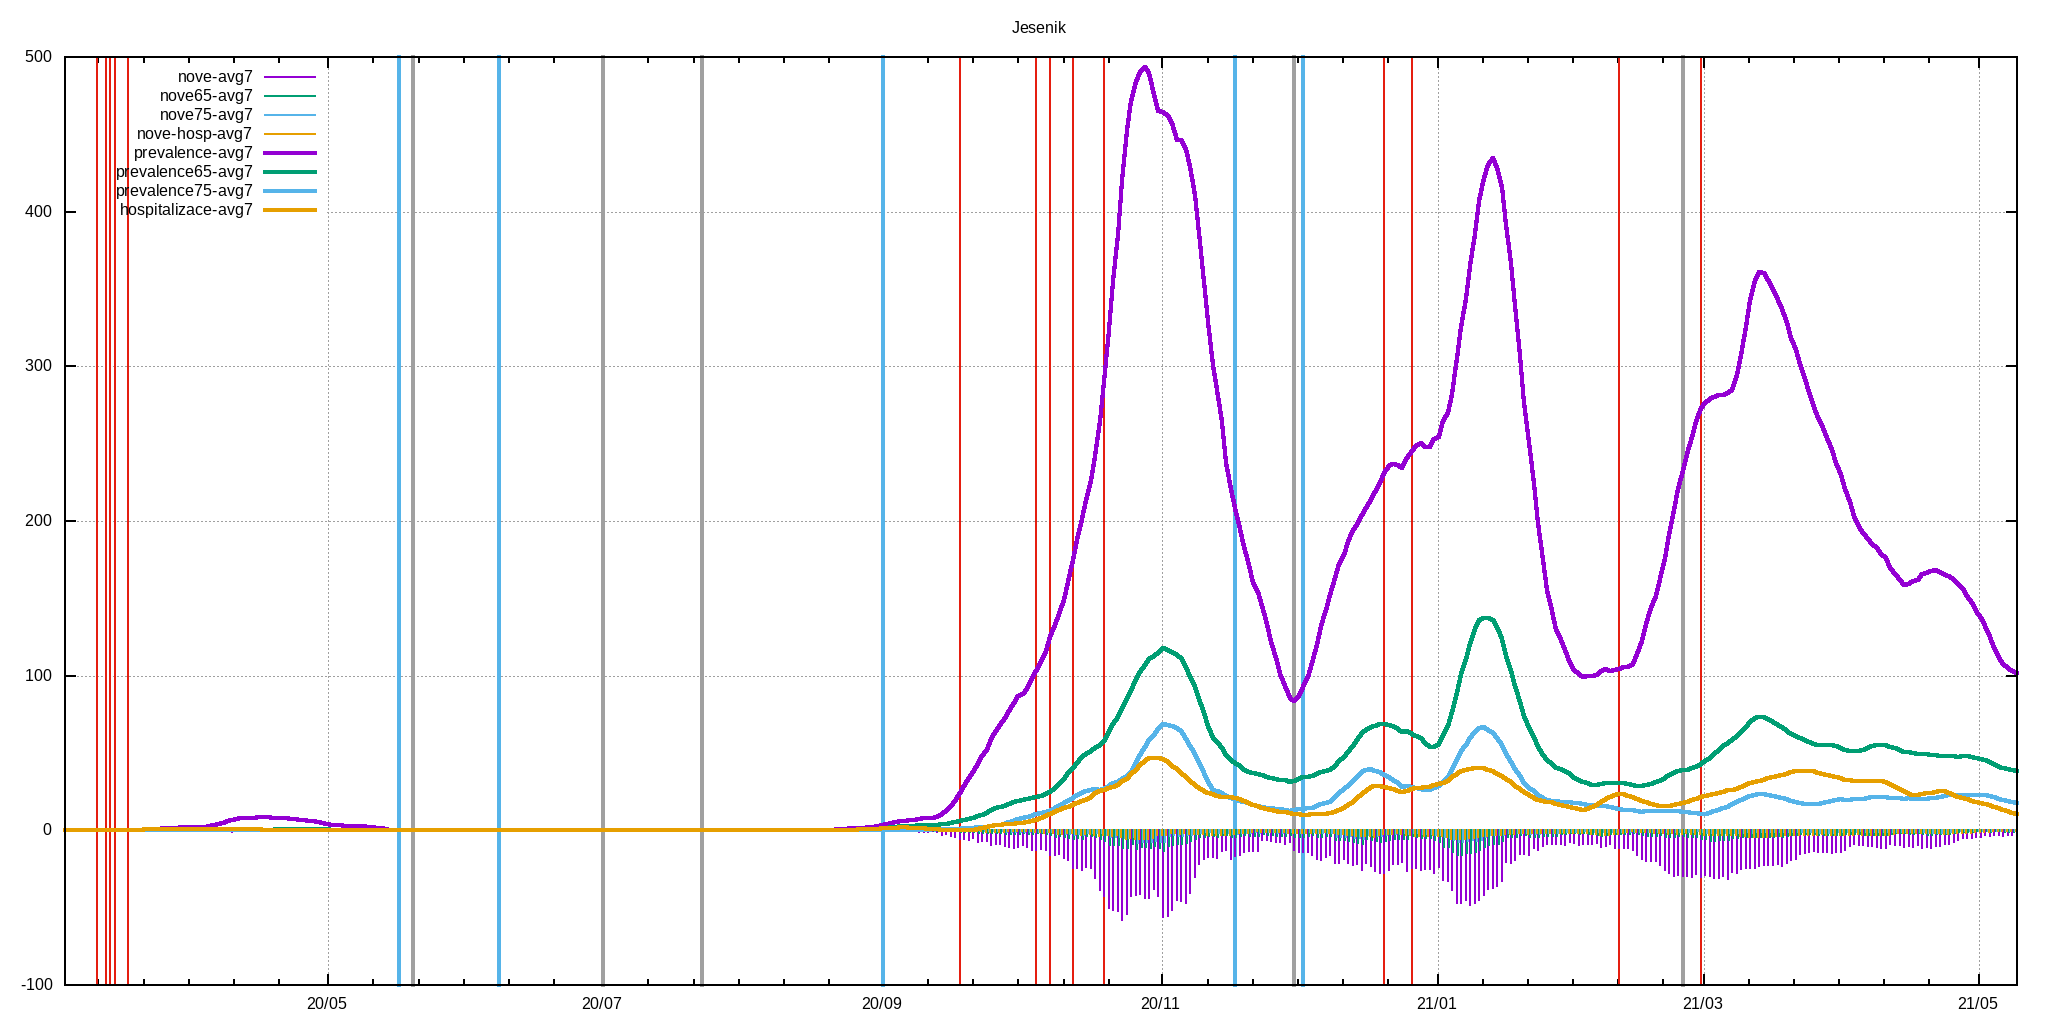 Jesenik
500
400
300
200
100
0
-100
nove-avg7
nove65-avg7
nove75-avg7
nove-hosp-avg7
prevalence-avg7
prevalence65-avg7
prevalence75-avg7
hospitalizace-avg7
20/05 20/07 20/09 20/11 21/01 21/03 21/05